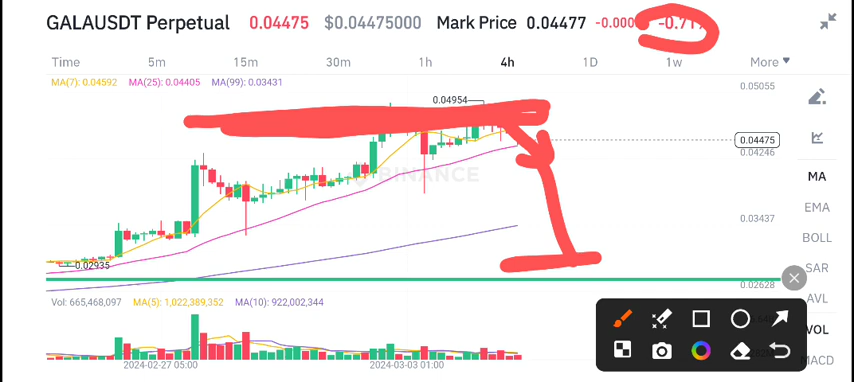 GALAUSDT Perpetual 0.04475 $0.04475000 Mark Price 0.04477 -0.000 -0.71
Time 5m 15m 30m 1h 4h 1D 1w More
MA(7): 0.04592 MA(25): 0.04405 MA(99): 0.03431
0.05055
0.04954
0.04475
0.04246
MA
BINANCE
EMA
0.03437
BOLL
0.02935
SAR
0.02628
AVL
Vol: 665,468,097 MA(5): 1,022,389,352 MA(10): 922,002,344
VOL
MACD
2024-02-27 05:00 2024-03-03 01:00